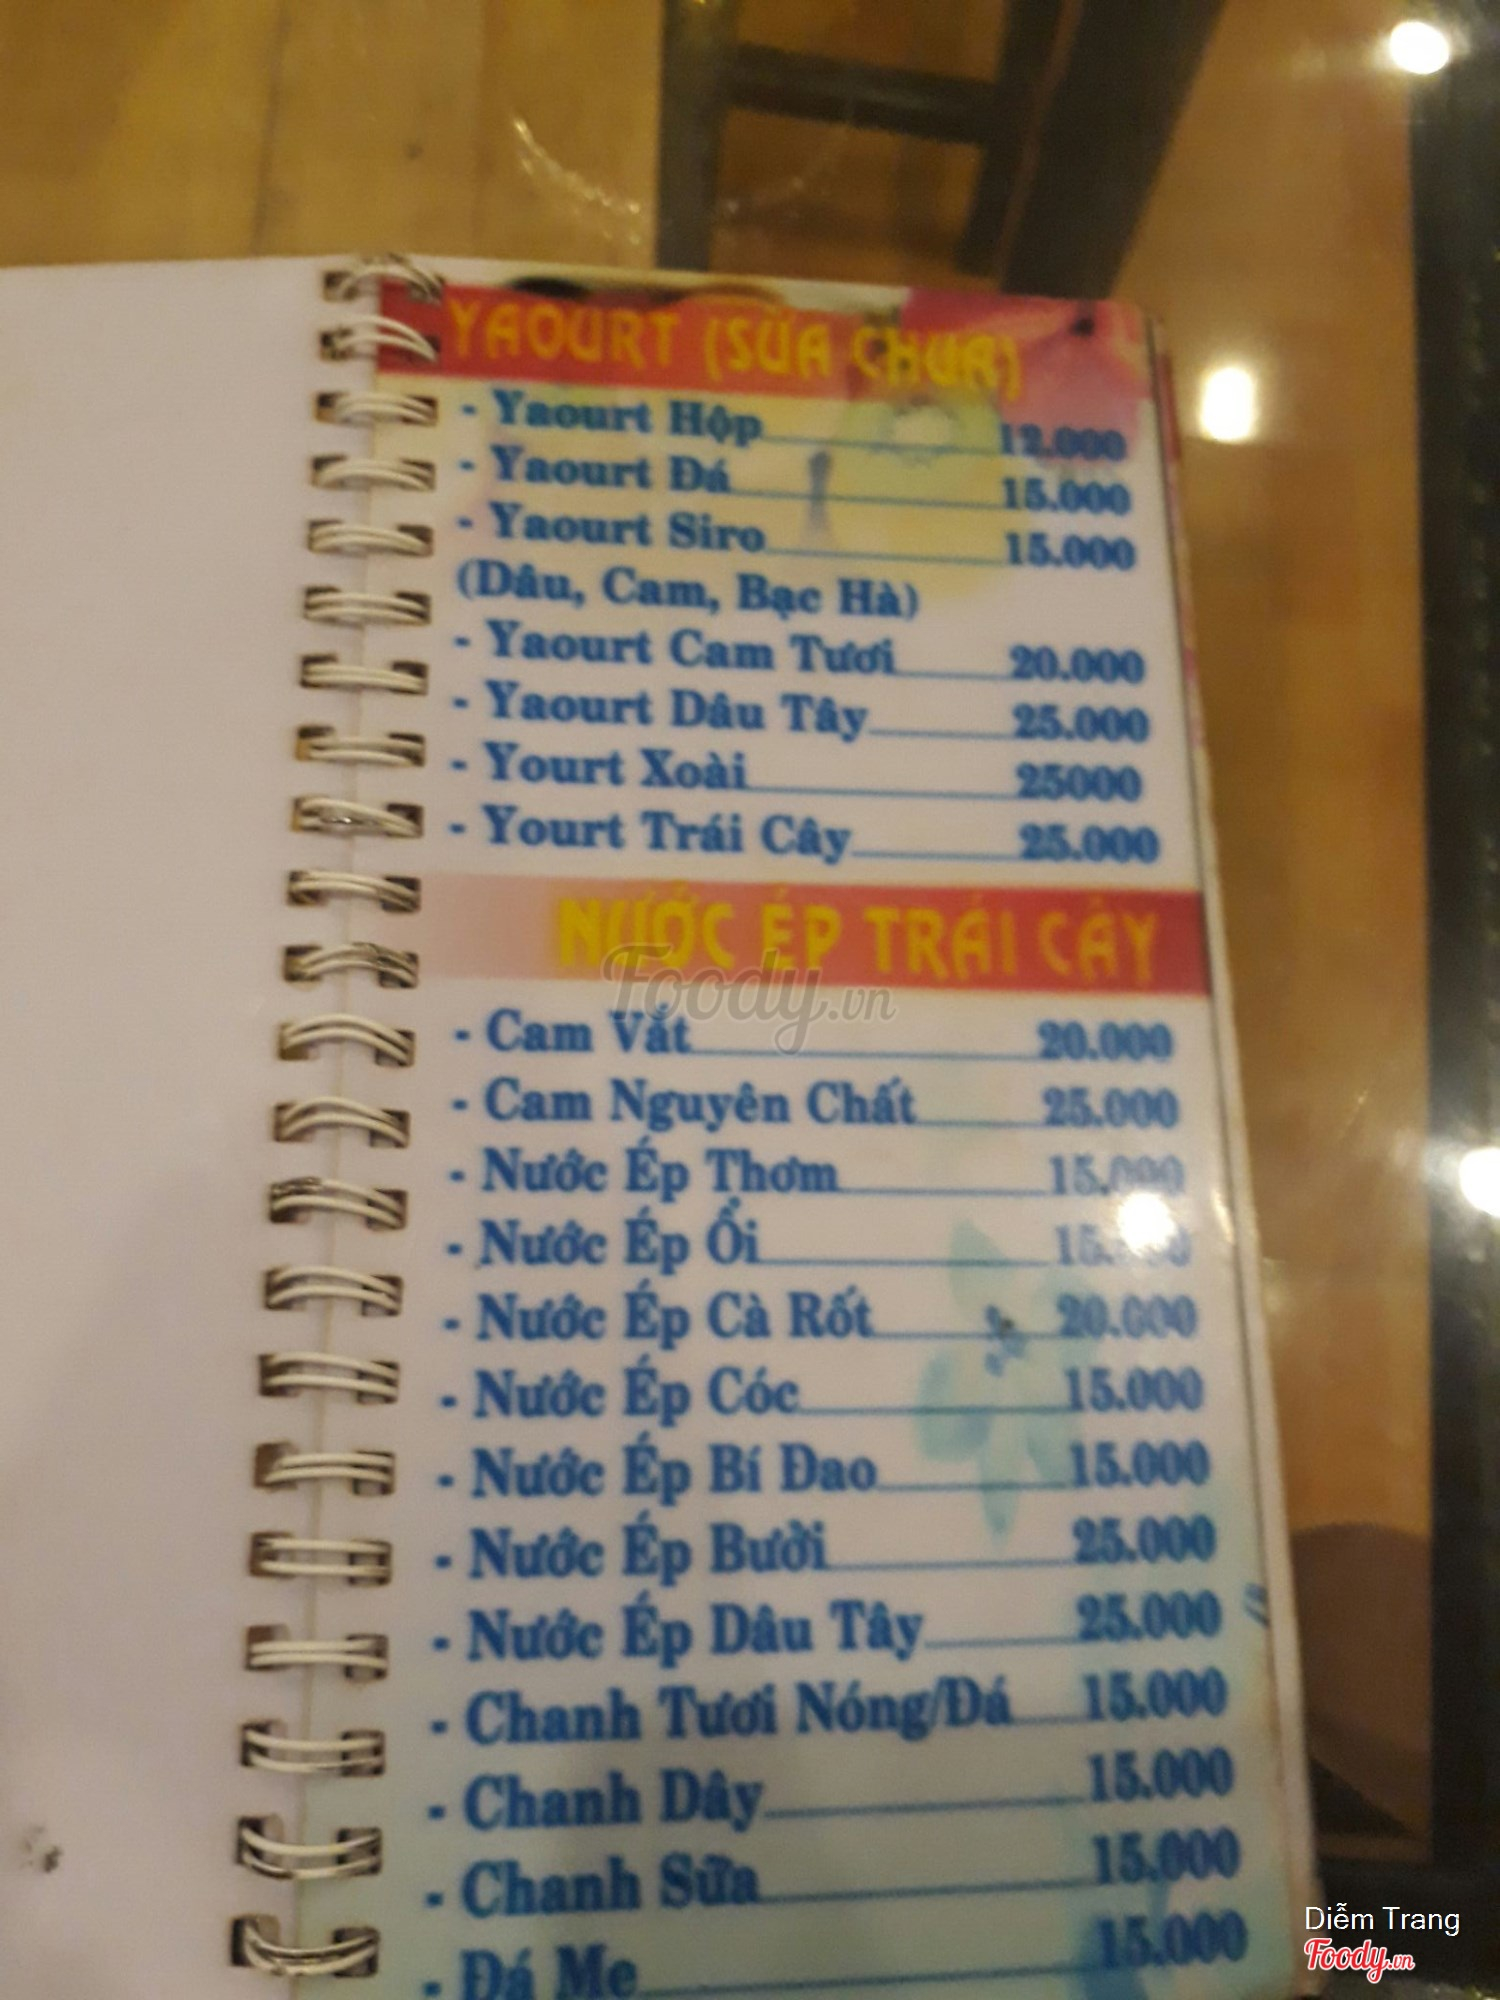 YAOURT (SỮA CHUA)
- Yaourt Hộp 12.000
- Yaourt Đá 15.000
- Yaourt Siro 15.000
(Dâu, Cam, Bạc Hà)
- Yaourt Cam Tươi 20.000
- Yaourt Dâu Tây 25.000
- Yourt Xoài 25000
- Yourt Trái Cây 25.000
NƯỚC ÉP TRÁI CÂY
Foody.vn
- Cam Vắt 20.000
- Cam Nguyên Chất 25.000
- Nước Ép Thơm 15.000
- Nước Ép Ổi
- Nước Ép Cà Rốt 20.000
- Nước Ép Cóc 15.000
- Nước Ép Bí Đao 15.000
- Nước Ép Bưởi 25.000
- Nước Ép Dâu Tây 25.000
- Chanh Tươi Nóng/Đá 15.000
- Chanh Dây 15.000
- Chanh Sữa 15.000
- Đá Me 15.000
Diễm Trang
Foody.vn